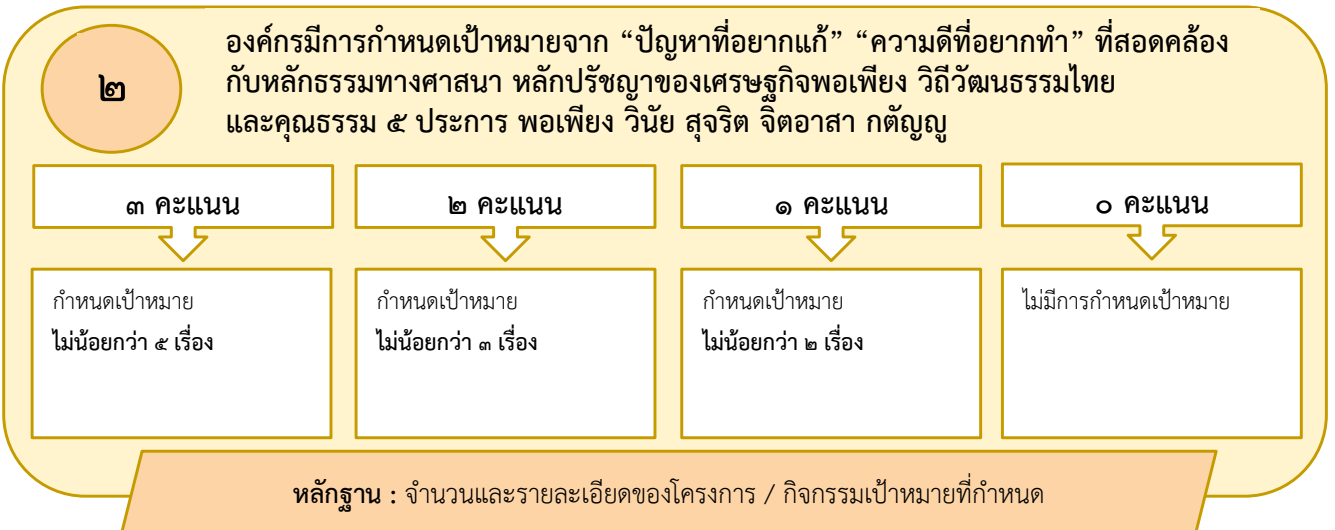 ๒
องค์กรมีการกำหนดเป้าหมายจาก “ปัญหาที่อยากแก้” “ความดีที่อยากทำ” ที่สอดคล้อง
กับหลักธรรมทางศาสนา หลักปรัชญาของเศรษฐกิจพอเพียง วิถีวัฒนธรรมไทย
และคุณธรรม ๕ ประการ พอเพียง วินัย สุจริต จิตอาสา กตัญญู
๓ คะแนน
๒ คะแนน
๑ คะแนน
๐ คะแนน
กำหนดเป้าหมาย
ไม่น้อยกว่า ๕ เรื่อง
กำหนดเป้าหมาย
ไม่น้อยกว่า ๓ เรื่อง
กำหนดเป้าหมาย
ไม่น้อยกว่า ๒ เรื่อง
ไม่มีการกำหนดเป้าหมาย
หลักฐาน : จำนวนและรายละเอียดของโครงการ / กิจกรรมเป้าหมายที่กำหนด